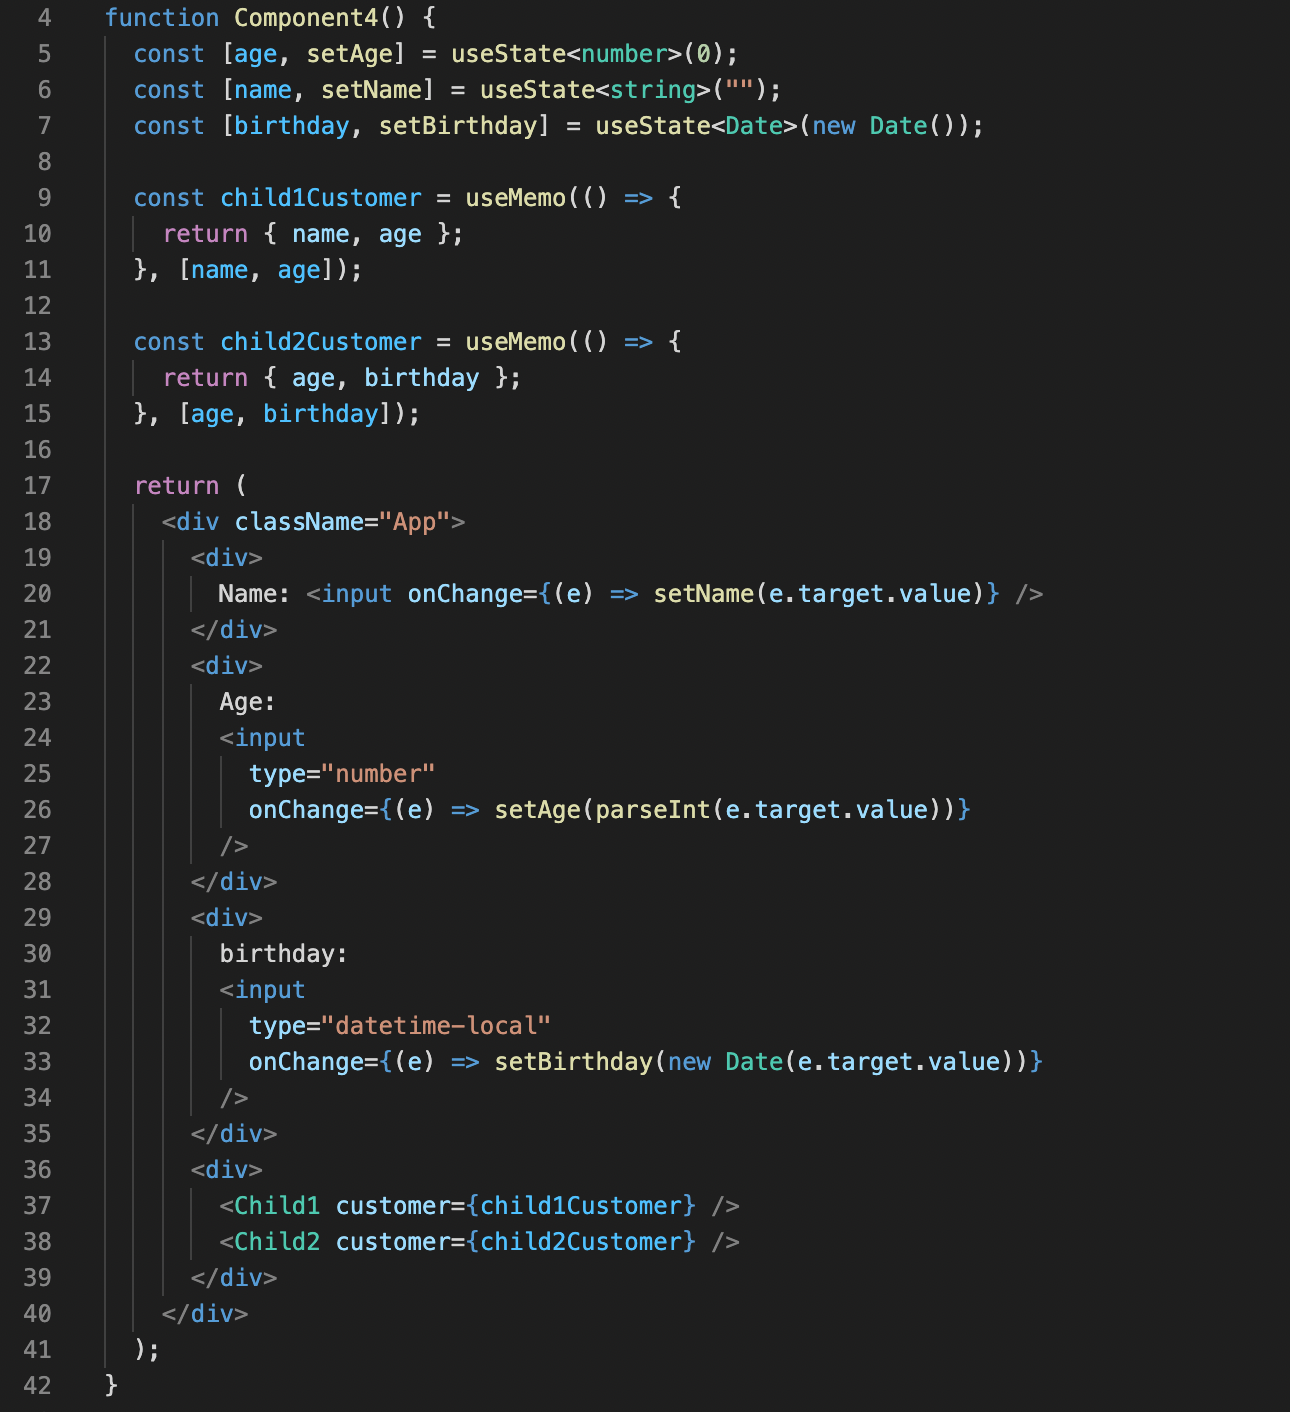 4 function Component4() {
5 const [age, setAge] = useState<number>(0);
6 const [name, setName] = useState<string>("");
7 const [birthday, setBirthday] = useState<Date>(new Date());
8
9 const child1Customer = useMemo(() => {
10 return { name, age };
11 }, [name, age]);
12
13 const child2Customer = useMemo(() => {
14 return { age, birthday };
15 }, [age, birthday]);
16
17 return (
18 <div className="App">
19 <div>
20 Name: <input onChange={(e) => setName(e.target.value)} />
21 </div>
22 <div>
23 Age:
24 <input
25 type="number"
26 onChange={(e) => setAge(parseInt(e.target.value))}
27 />
28 </div>
29 <div>
30 birthday:
31 <input
32 type="datetime-local"
33 onChange={(e) => setBirthday(new Date(e.target.value))}
34 />
35 </div>
36 <div>
37 <Child1 customer={child1Customer} />
38 <Child2 customer={child2Customer} />
39 </div>
40 </div>
41 );
42 }